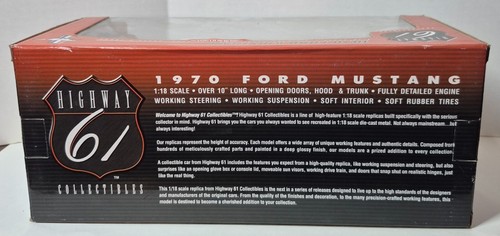 1970 FORD MUSTANG
1:18 SCALE • OVER 10" LONG • OPENING DOORS, HOOD & TRUNK • FULLY DETAILED ENGINE
WORKING STEERING • WORKING SUSPENSION • SOFT INTERIOR • SOFT RUBBER TIRES
HIGHWAY
61
TM
COLLECTIBLES
Welcome to Highway 61 Collectibles™! Highway 61 Collectibles is a line of high-feature 1:18 scale replicas built specifically with the serious
collector in mind. Highway 61 brings you the cars you always wanted to see recreated in 1:18 scale die-cast metal. Not always mainstream...but
always interesting!
Our replicas represent the height of accuracy. Each model offers a wide array of unique working features and authentic details. Composed from
hundreds of meticulously crafted parts and painted in a deep glossy finish, our models are a prized addition to every collection.
A collectible car from Highway 61 includes the features you expect from a high-quality replica, like working suspension and steering, but also
surprises like an opening glove box or console lid, moveable sun visors, working drive train, and doors that snap shut on realistic hinges, just
like the real thing.
This 1/18 scale replica from Highway 61 Collectibles is the next in a series of releases designed to live up to the high standards of the designers
and manufacturers of the original cars. From the quality of the finishes and decoration, to the many precision-crafted working features, this
model is destined to become a cherished addition to your collection.